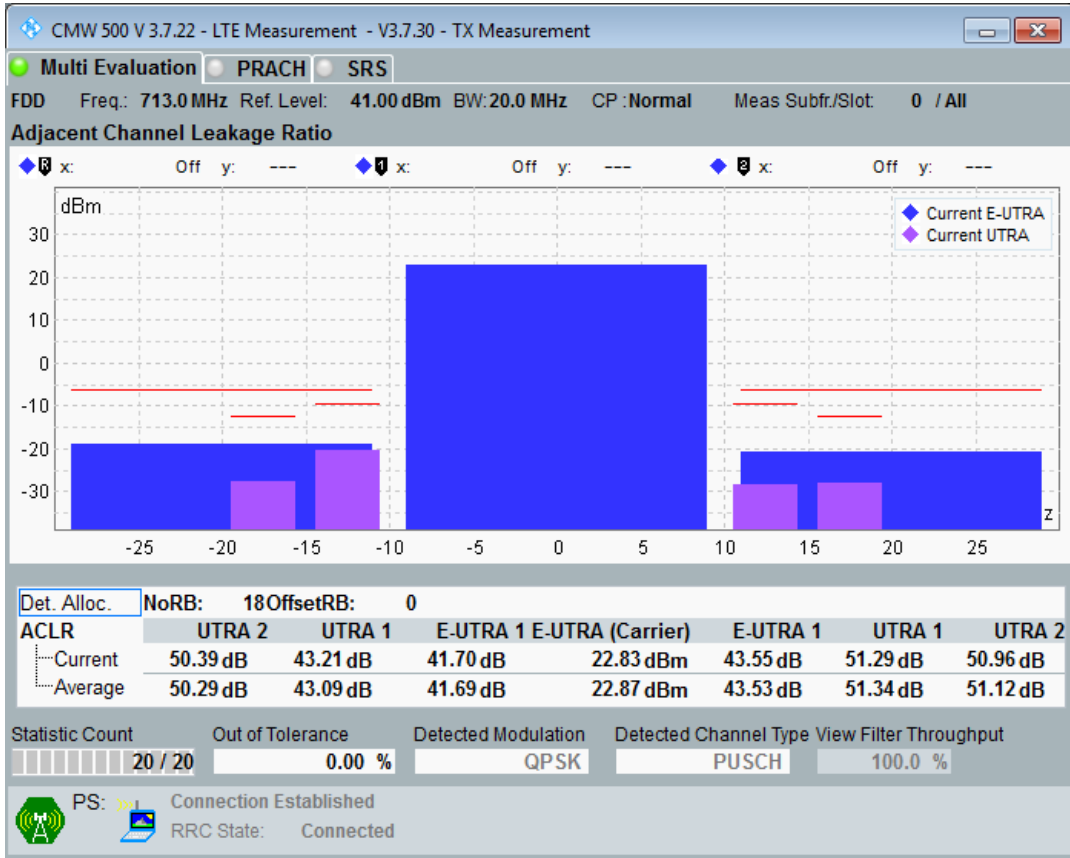 CMW 500 V 3.7.22 - LTE Measurement - V3.7.30 - TX Measurement
Multi Evaluation PRACH SRS
FDD Freq.: 713.0 MHz Ref. Level: 41.00 dBm BW: 20.0 MHz CP : Normal Meas Subfr./Slot: 0 / All
Adjacent Channel Leakage Ratio
R x: Off y: --- 1 x: Off y: --- 2 x: Off y: ---
dBm
Current E-UTRA
Current UTRA
30
20
10
0
-10
-20
-30
z
-25 -20 -15 -10 -5 0 5 10 15 20 25
Det. Alloc. NoRB: 18 OffsetRB: 0
ACLR UTRA 2 UTRA 1 E-UTRA 1 E-UTRA (Carrier) E-UTRA 1 UTRA 1 UTRA 2
Current 50.39 dB 43.21 dB 41.70 dB 22.83 dBm 43.55 dB 51.29 dB 50.96 dB
Average 50.29 dB 43.09 dB 41.69 dB 22.87 dBm 43.53 dB 51.34 dB 51.12 dB
Statistic Count Out of Tolerance Detected Modulation Detected Channel Type View Filter Throughput
20 / 20 0.00 % QPSK PUSCH 100.0 %
PS: Connection Established
RRC State: Connected